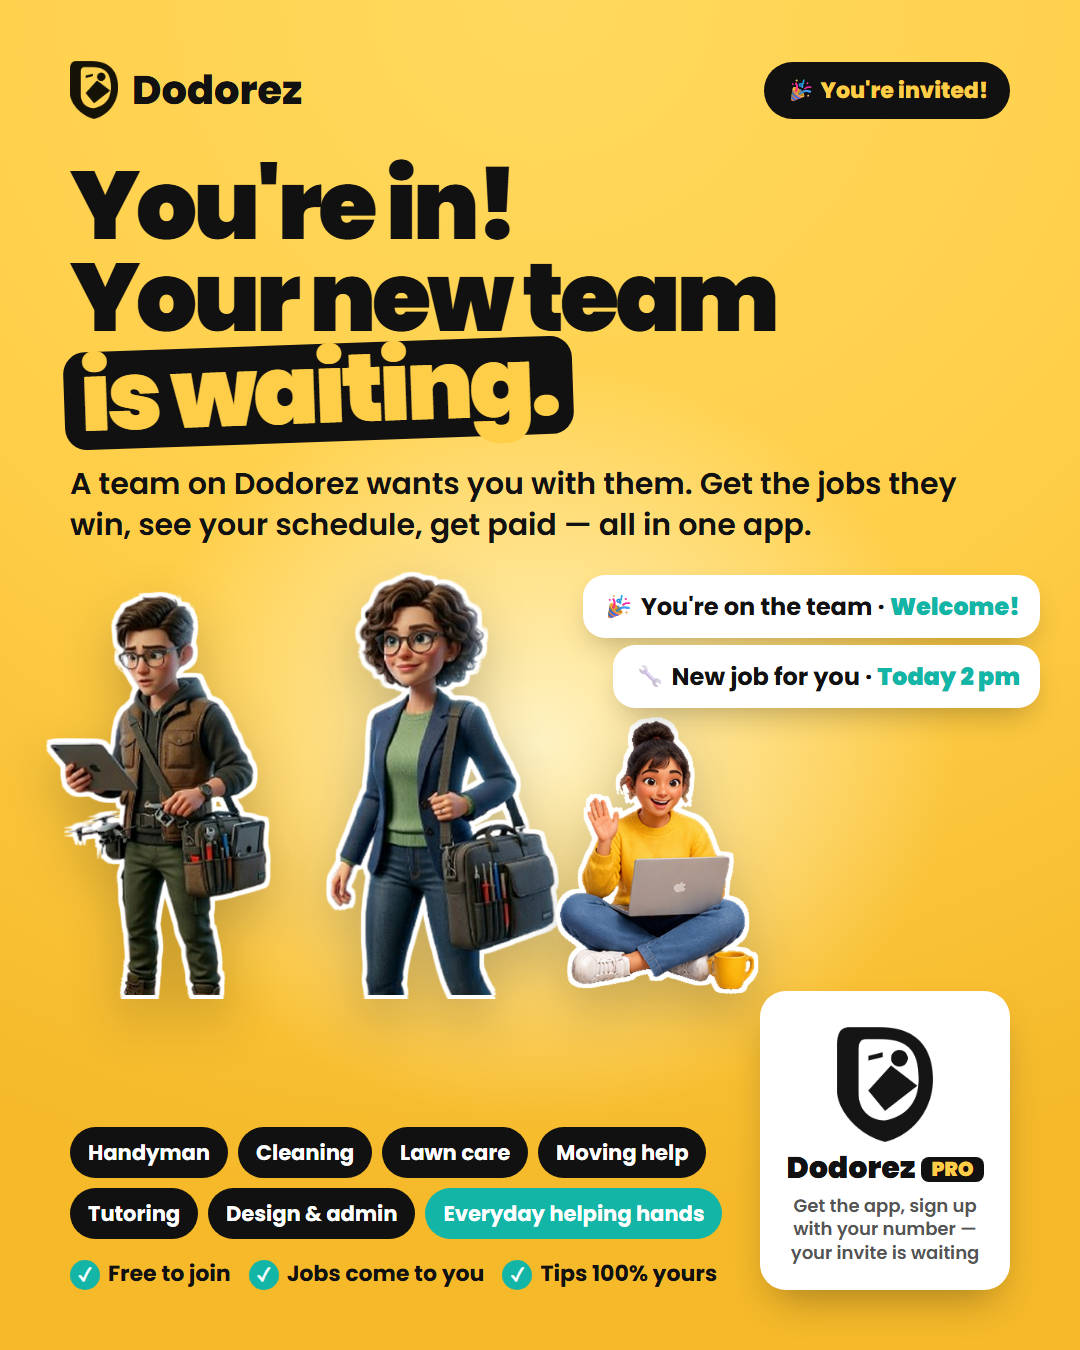 Dodorez
🎉 You're invited!
You're in!
Your new team
is waiting.
A team on Dodorez wants you with them. Get the jobs they
win, see your schedule, get paid — all in one app.
🎉 You're on the team · Welcome!
🔧 New job for you · Today 2 pm
Handyman Cleaning Lawn care Moving help
Tutoring Design & admin Everyday helping hands
✓ Free to join ✓ Jobs come to you ✓ Tips 100% yours
Dodorez PRO
Get the app, sign up
with your number —
your invite is waiting